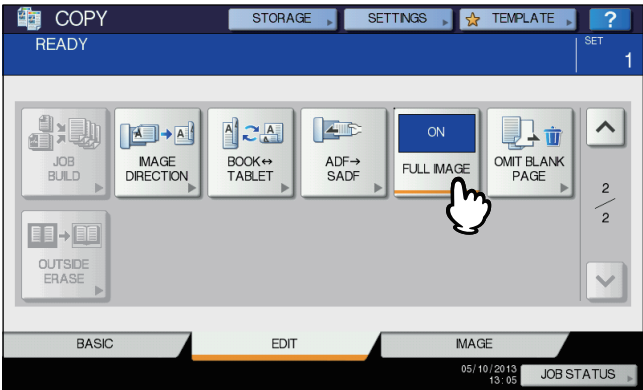 COPY
STORAGE
SETTINGS
TEMPLATE
?
READY
SET
1
JOB
BUILD
IMAGE
DIRECTION
BOOK↔
TABLET
ADF→
SADF
ON
FULL IMAGE
OMIT BLANK
PAGE
2
2
OUTSIDE
ERASE
BASIC
EDIT
IMAGE
05/10/2013
13:05
JOB STATUS